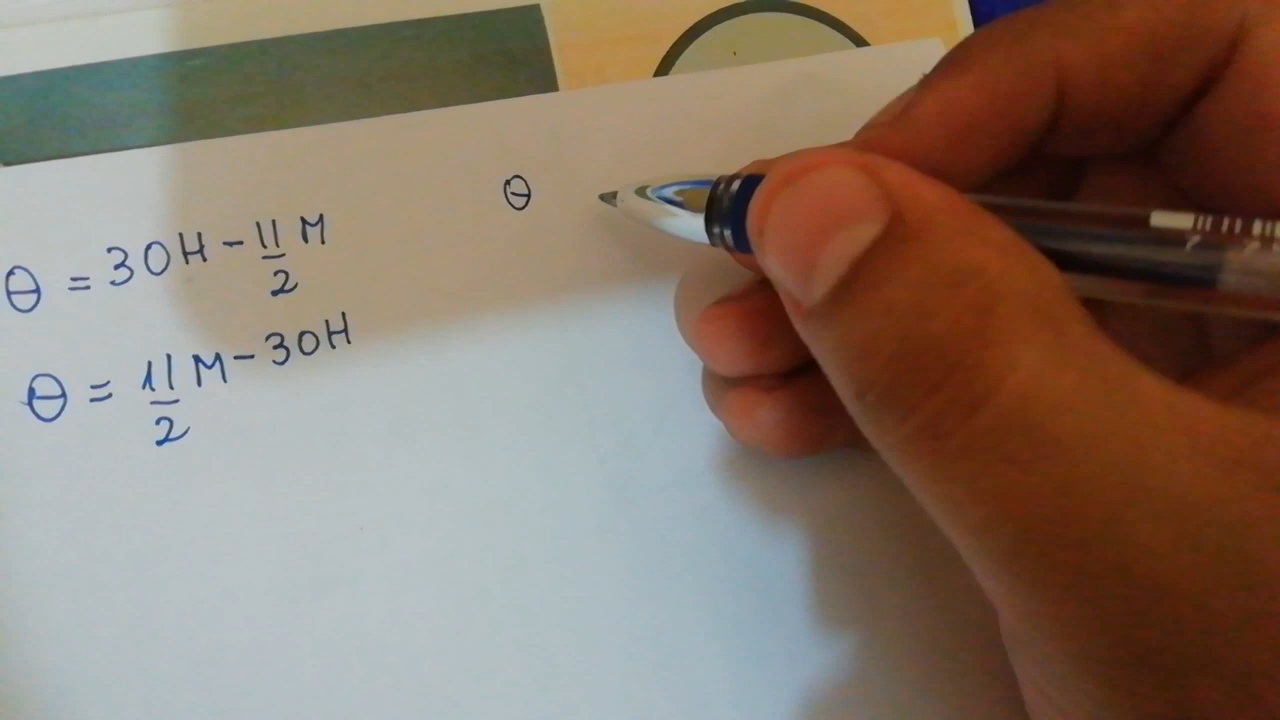 θ = 30H - 11/2 M
θ = 11/2 M - 30H
θ